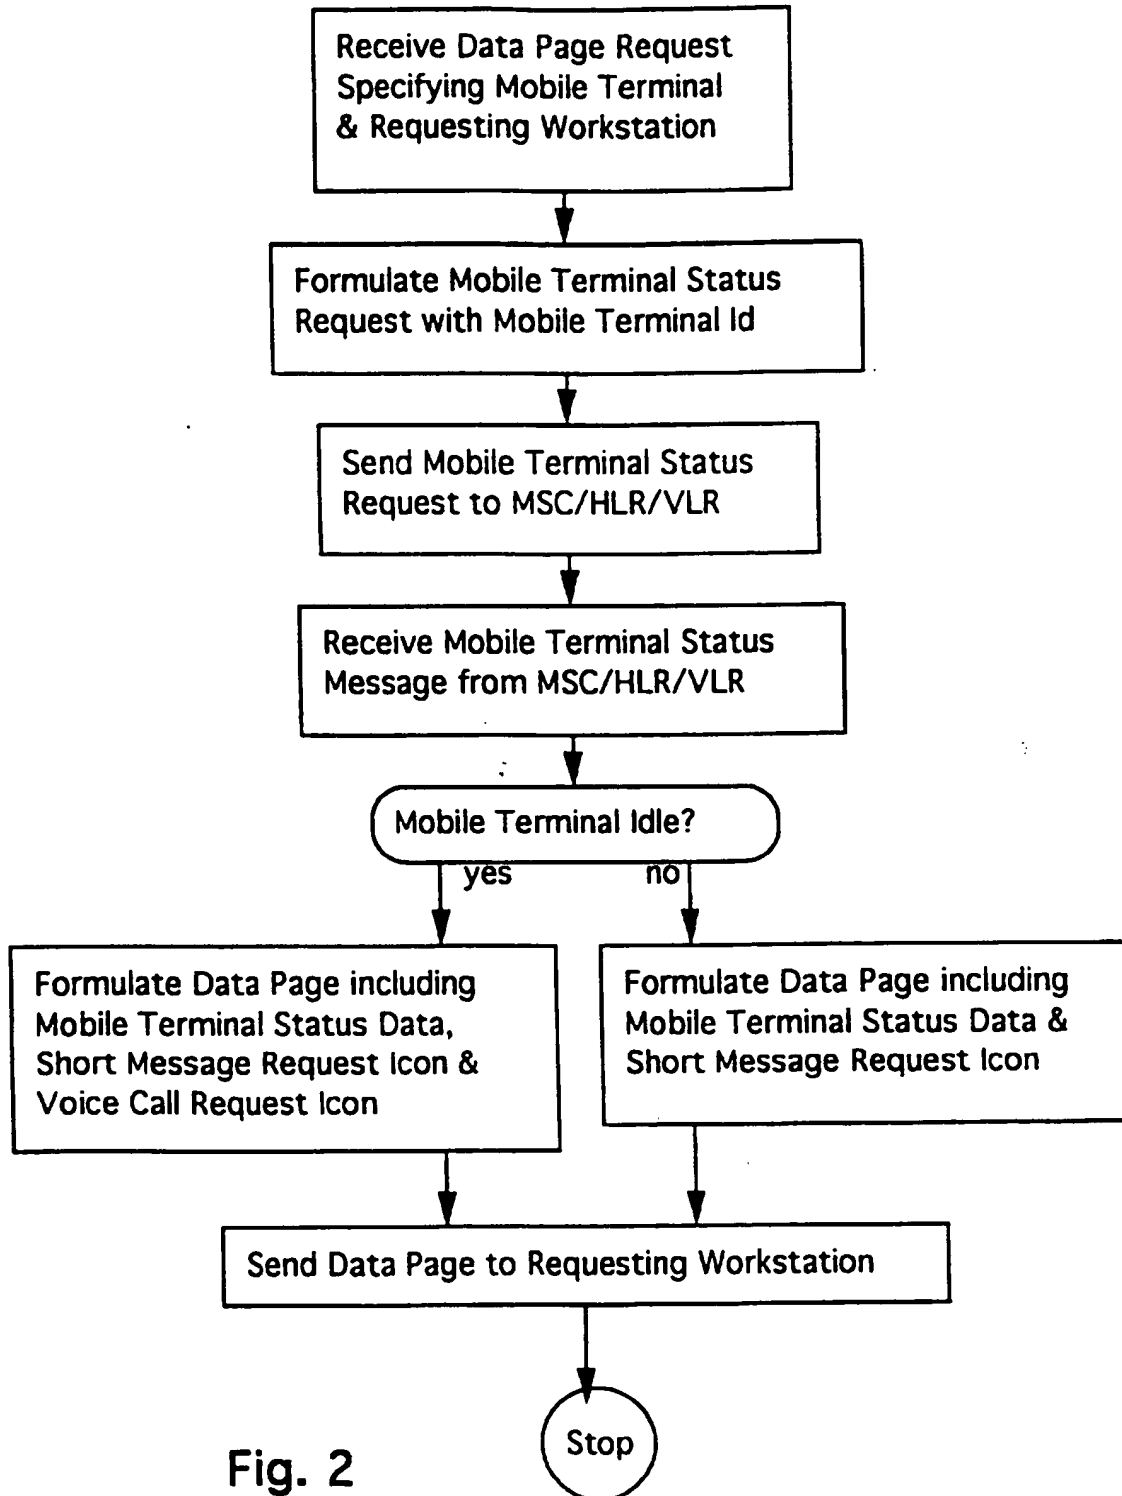 Receive Data Page Request
Specifying Mobile Terminal
& Requesting Workstation
Formulate Mobile Terminal Status
Request with Mobile Terminal Id
Send Mobile Terminal Status
Request to MSC/HLR/VLR
Receive Mobile Terminal Status
Message from MSC/HLR/VLR
Mobile Terminal Idle?
yes
no
Formulate Data Page including
Mobile Terminal Status Data,
Short Message Request Icon &
Voice Call Request Icon
Formulate Data Page including
Mobile Terminal Status Data &
Short Message Request Icon
Send Data Page to Requesting Workstation
Stop
Fig. 2